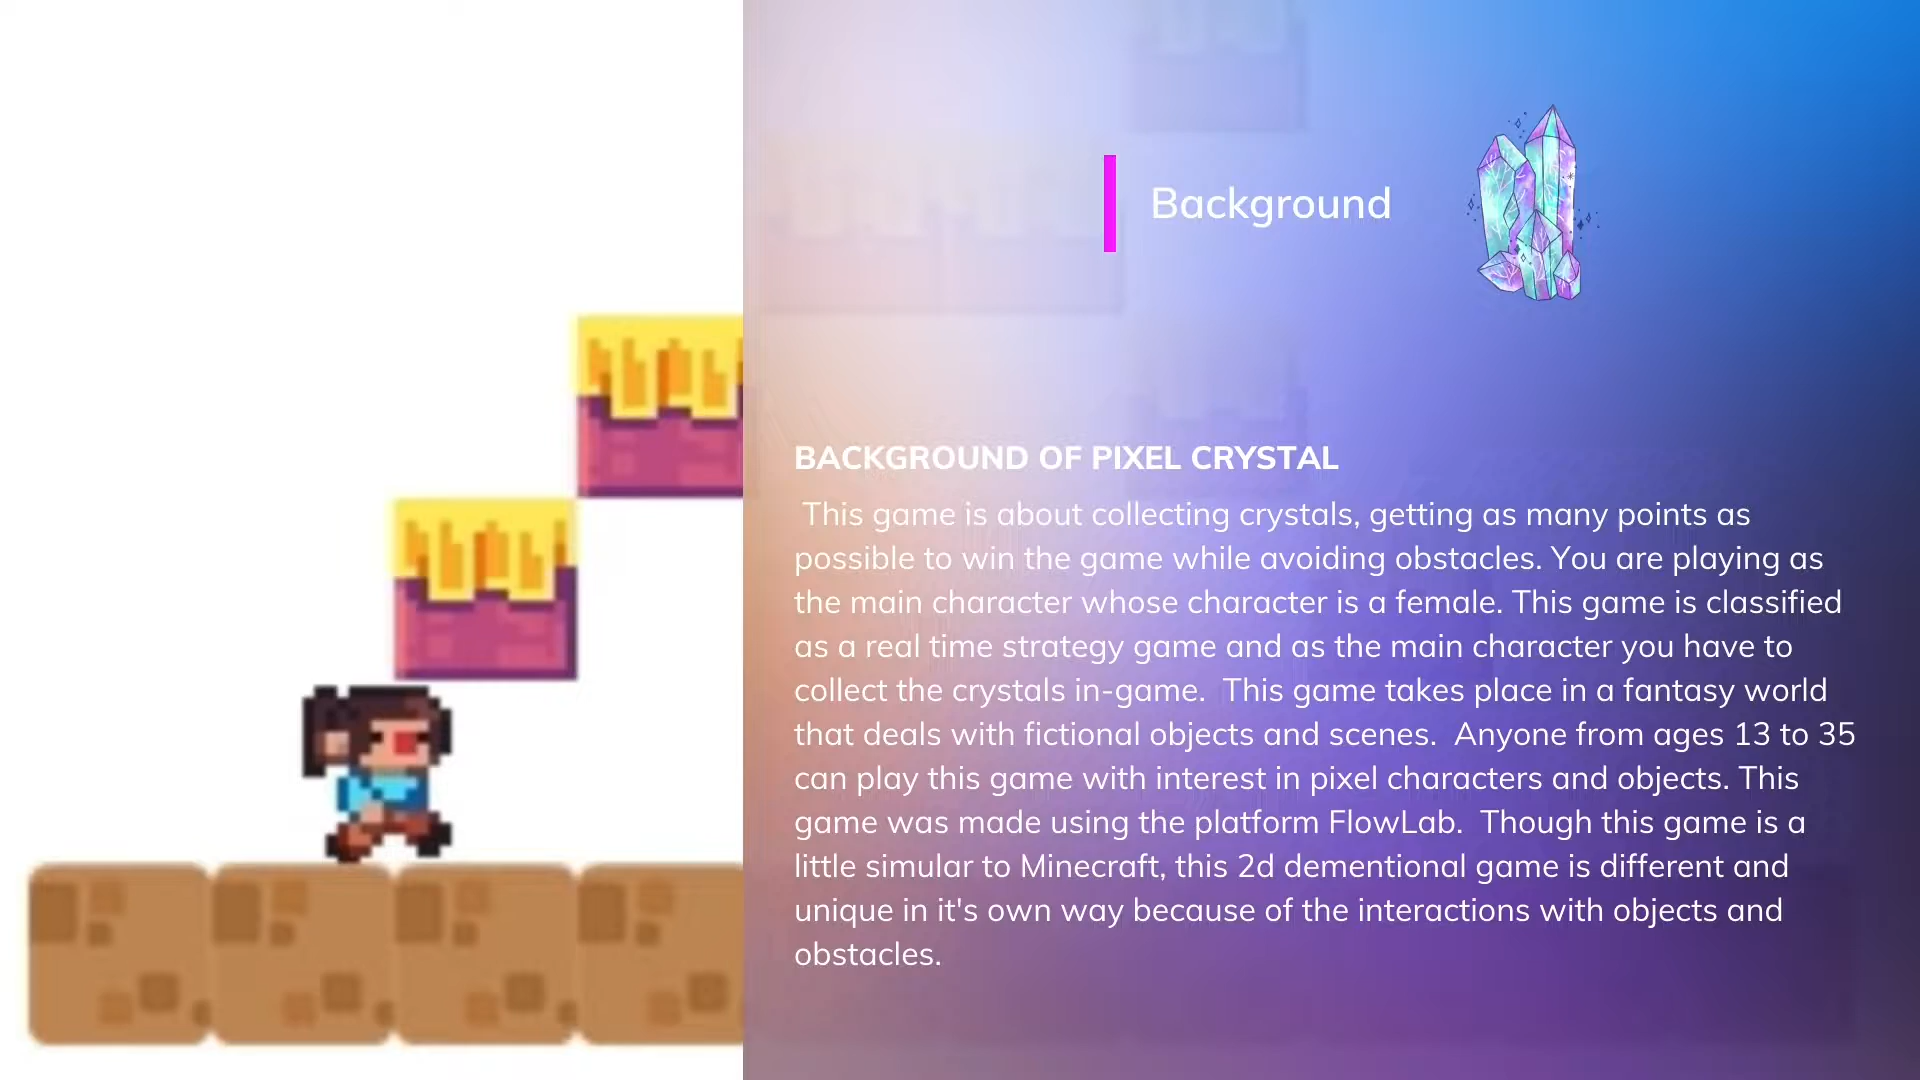 Background
BACKGROUND OF PIXEL CRYSTAL
This game is about collecting crystals, getting as many points as
possible to win the game while avoiding obstacles. You are playing as
the main character whose character is a female. This game is classified
as a real time strategy game and as the main character you have to
collect the crystals in-game.  This game takes place in a fantasy world
that deals with fictional objects and scenes.  Anyone from ages 13 to 35
can play this game with interest in pixel characters and objects. This
game was made using the platform FlowLab.  Though this game is a
little simular to Minecraft, this 2d dementional game is different and
unique in it's own way because of the interactions with objects and
obstacles.